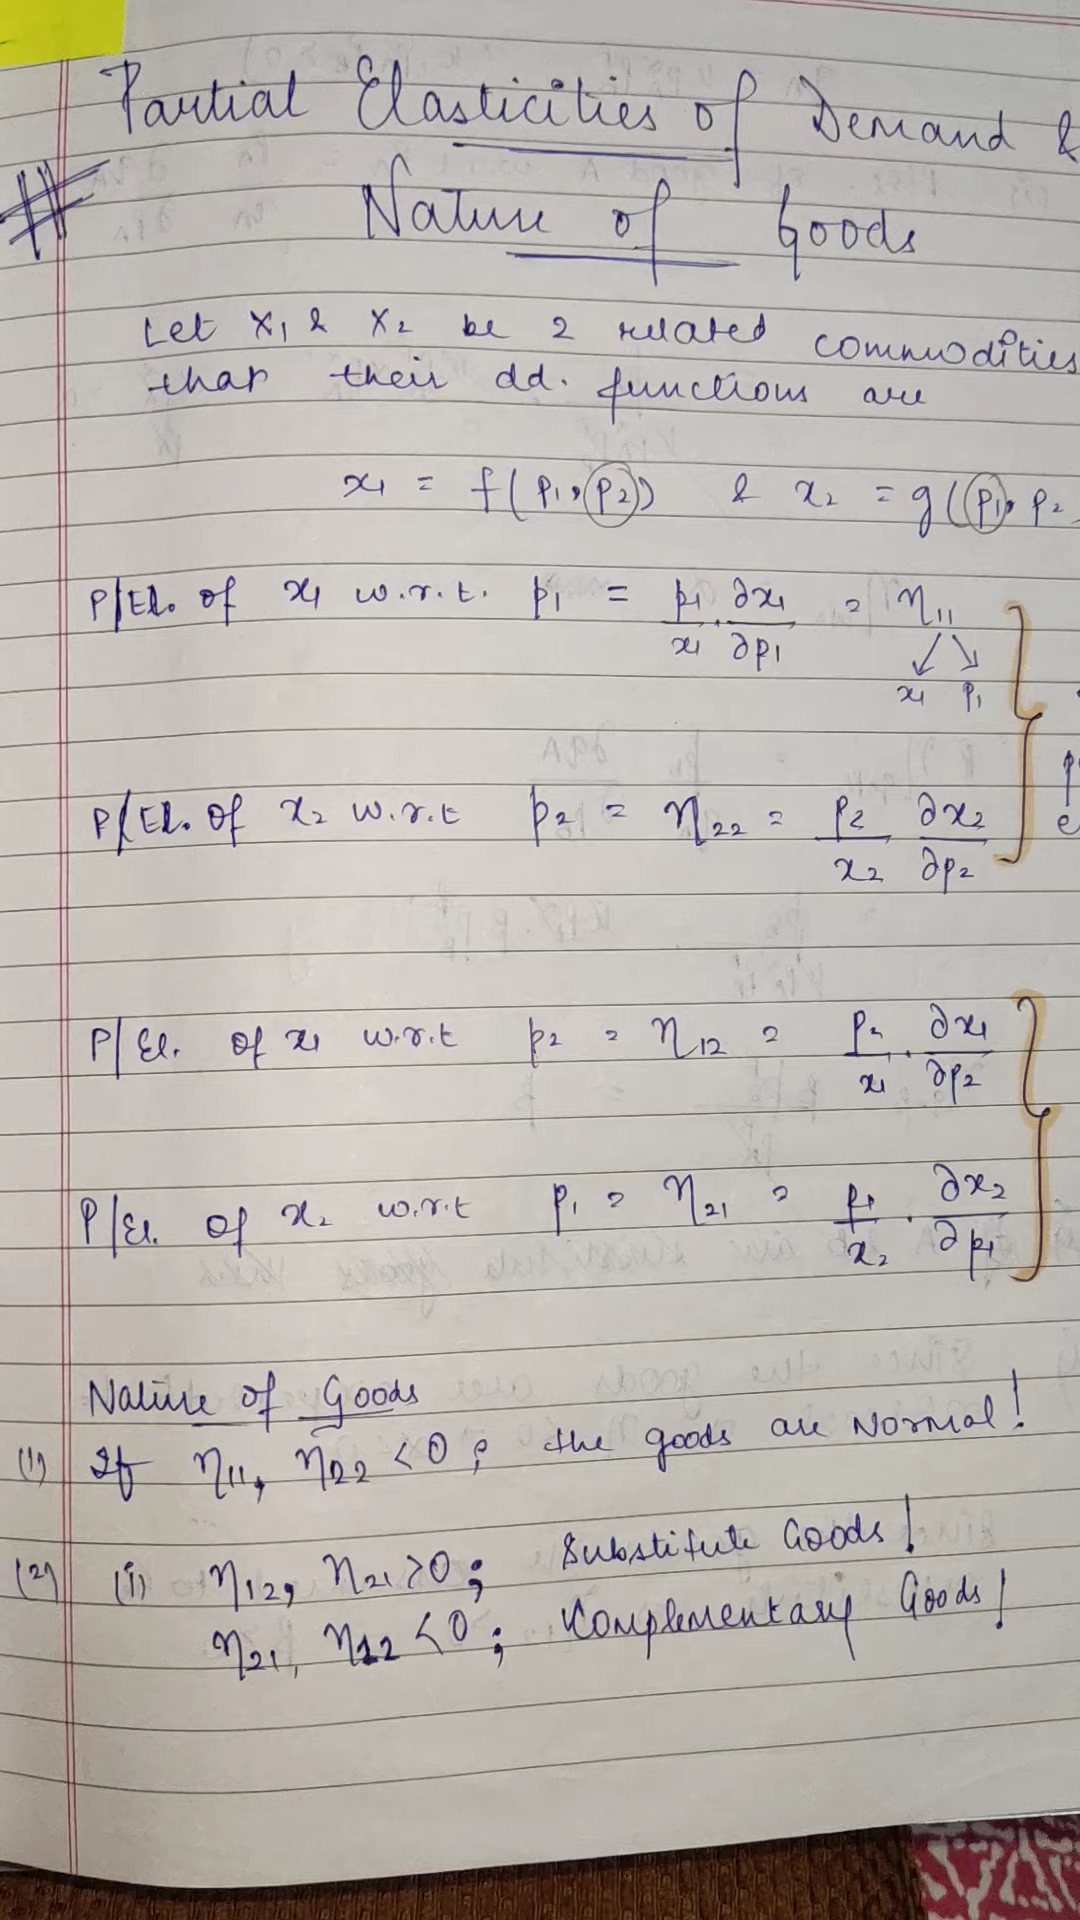 Partial Elasticities of Demand &
Nature of Goods
Let X₁ & X₂ be 2 related commodities
that their dd. functions are
x₁ = f(p₁, p₂) & x₂ = g(p₁, p₂
P/El. of x₁ w.r.t. p₁ = p₁/x₁ . ∂x₁/∂p₁ = η₁₁
x₁ p₁
P/El. of x₂ w.r.t p₂ = η₂₂ = p₂/x₂ ∂x₂/∂p₂
P/El. of x₁ w.r.t p₂ = η₁₂ = p₂/x₁ . ∂x₁/∂p₂
P/El. of x₂ w.r.t p₁ = η₂₁ = p₁/x₂ . ∂x₂/∂p₁
Nature of Goods
(1) If η₁₁, η₂₂ < 0 ; the goods are Normal!
(2) (i) η₁₂, η₂₁ > 0 ; Substitute Goods!
η₂₁, η₁₂ < 0 ; Complementary Goods!